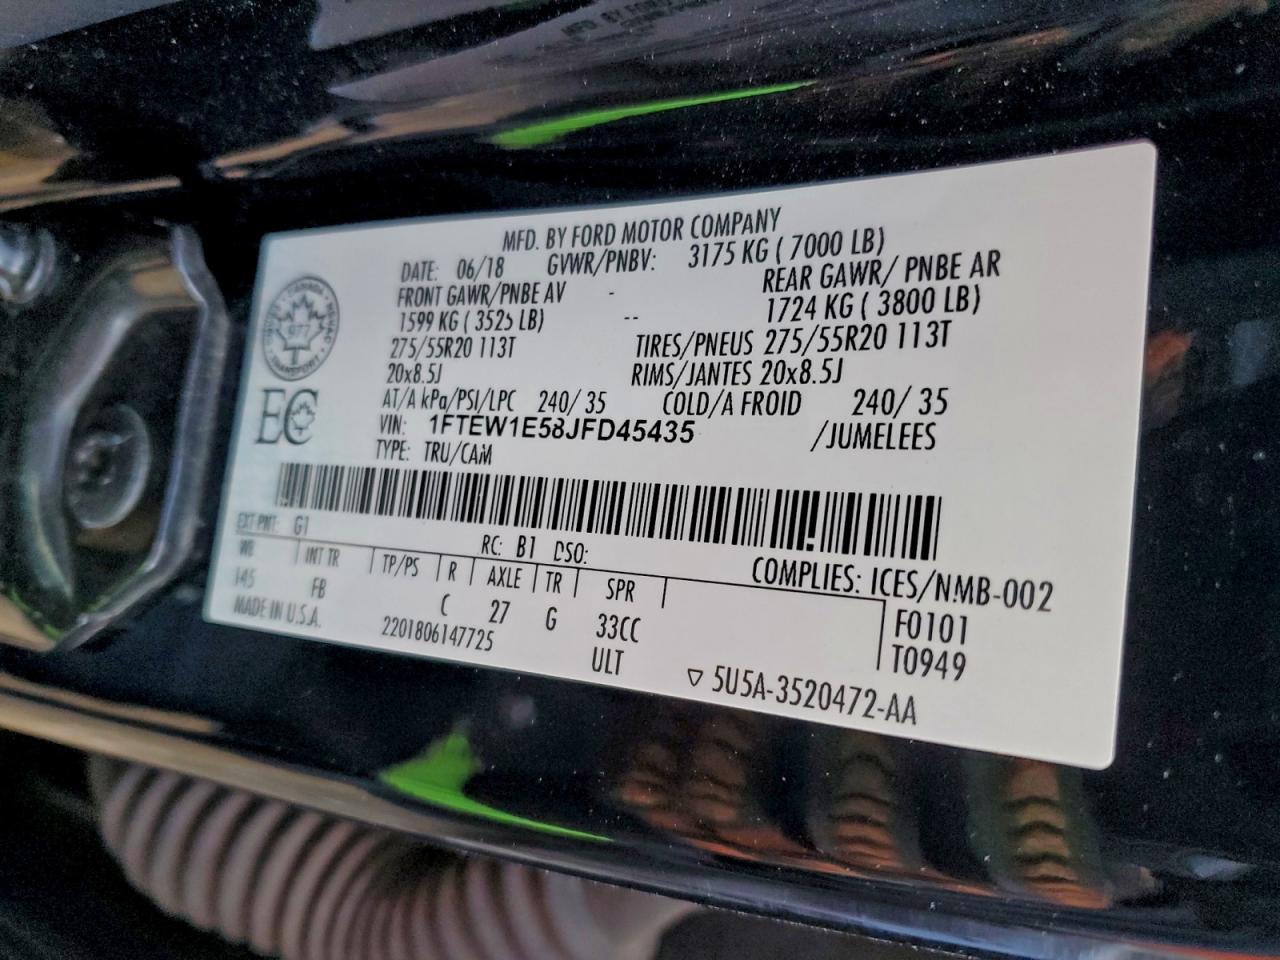 MFD. BY FORD MOTOR COMPANY
DATE: 06/18 GVWR/PNBV: 3175 KG ( 7000 LB)
FRONT GAWR/PNBE AV - REAR GAWR/ PNBE AR
1599 KG ( 3525 LB) -- 1724 KG ( 3800 LB)
275/55R20 113T TIRES/PNEUS 275/55R20 113T
20x8.5J RIMS/JANTES 20x8.5J
AT/A kPa/PSI/LPC 240/ 35 COLD/A FROID 240/ 35
VIN: 1FTEW1E58JFD45435 /JUMELEES
TYPE: TRU/CAM
CANADA
TRANSPORT
EC
EXT PNT: G1 RC: B1 DSO:
COMPLIES: ICES/NMB-002
WB INT TR TP/PS R AXLE TR SPR
145 FB C 27 G 33CC F0101
MADE IN U.S.A. 2201806147725 ULT T0949
▽ 5U5A-3520472-AA